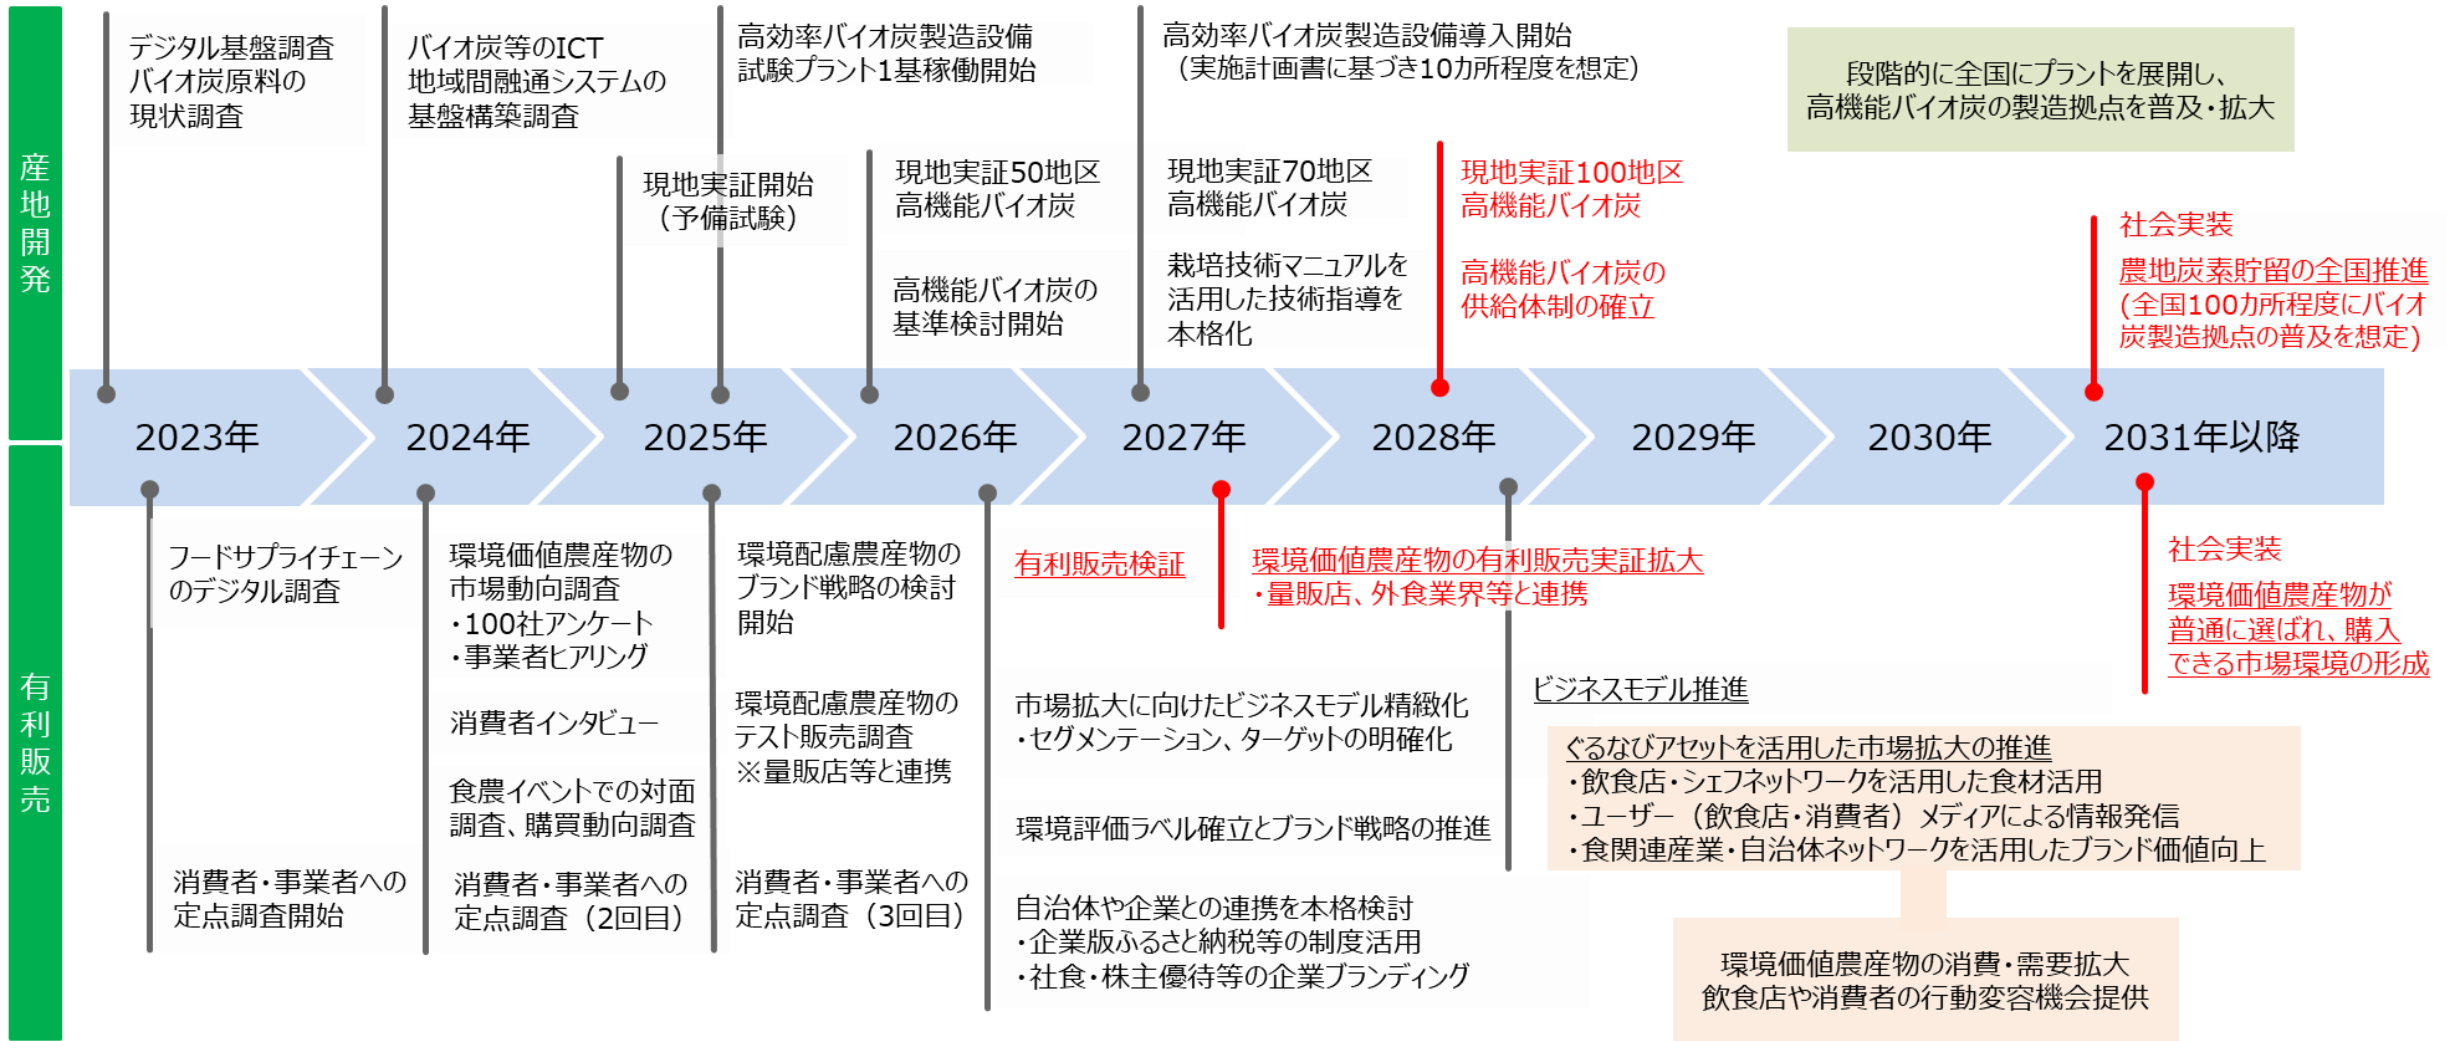 産地開発
デジタル基盤調査
バイオ炭原料の
現状調査
バイオ炭等のICT
地域間融通システムの
基盤構築調査
現地実証開始
（予備試験）
高効率バイオ炭製造設備
試験プラント1基稼働開始
現地実証50地区
高機能バイオ炭
高機能バイオ炭の
基準検討開始
高効率バイオ炭製造設備導入開始
（実施計画書に基づき10カ所程度を想定）
現地実証70地区
高機能バイオ炭
栽培技術マニュアルを
活用した技術指導を
本格化
現地実証100地区
高機能バイオ炭
高機能バイオ炭の
供給体制の確立
段階的に全国にプラントを展開し、
高機能バイオ炭の製造拠点を普及・拡大
社会実装
農地炭素貯留の全国推進
(全国100カ所程度にバイオ
炭製造拠点の普及を想定)
2023年
2024年
2025年
2026年
2027年
2028年
2029年
2030年
2031年以降
有利販売
フードサプライチェーン
のデジタル調査
消費者・事業者への
定点調査開始
環境価値農産物の
市場動向調査
・100社アンケート
・事業者ヒアリング
消費者インタビュー
食農イベントでの対面
調査、購買動向調査
消費者・事業者への
定点調査（2回目）
環境配慮農産物の
ブランド戦略の検討
開始
環境配慮農産物の
テスト販売調査
※量販店等と連携
消費者・事業者への
定点調査（3回目）
有利販売検証
環境価値農産物の有利販売実証拡大
・量販店、外食業界等と連携
市場拡大に向けたビジネスモデル精緻化
・セグメンテーション、ターゲットの明確化
環境評価ラベル確立とブランド戦略の推進
自治体や企業との連携を本格検討
・企業版ふるさと納税等の制度活用
・社食・株主優待等の企業ブランディング
ビジネスモデル推進
ぐるなびアセットを活用した市場拡大の推進
・飲食店・シェフネットワークを活用した食材活用
・ユーザー（飲食店・消費者）メディアによる情報発信
・食関連産業・自治体ネットワークを活用したブランド価値向上
環境価値農産物の消費・需要拡大
飲食店や消費者の行動変容機会提供
社会実装
環境価値農産物が
普通に選ばれ、購入
できる市場環境の形成